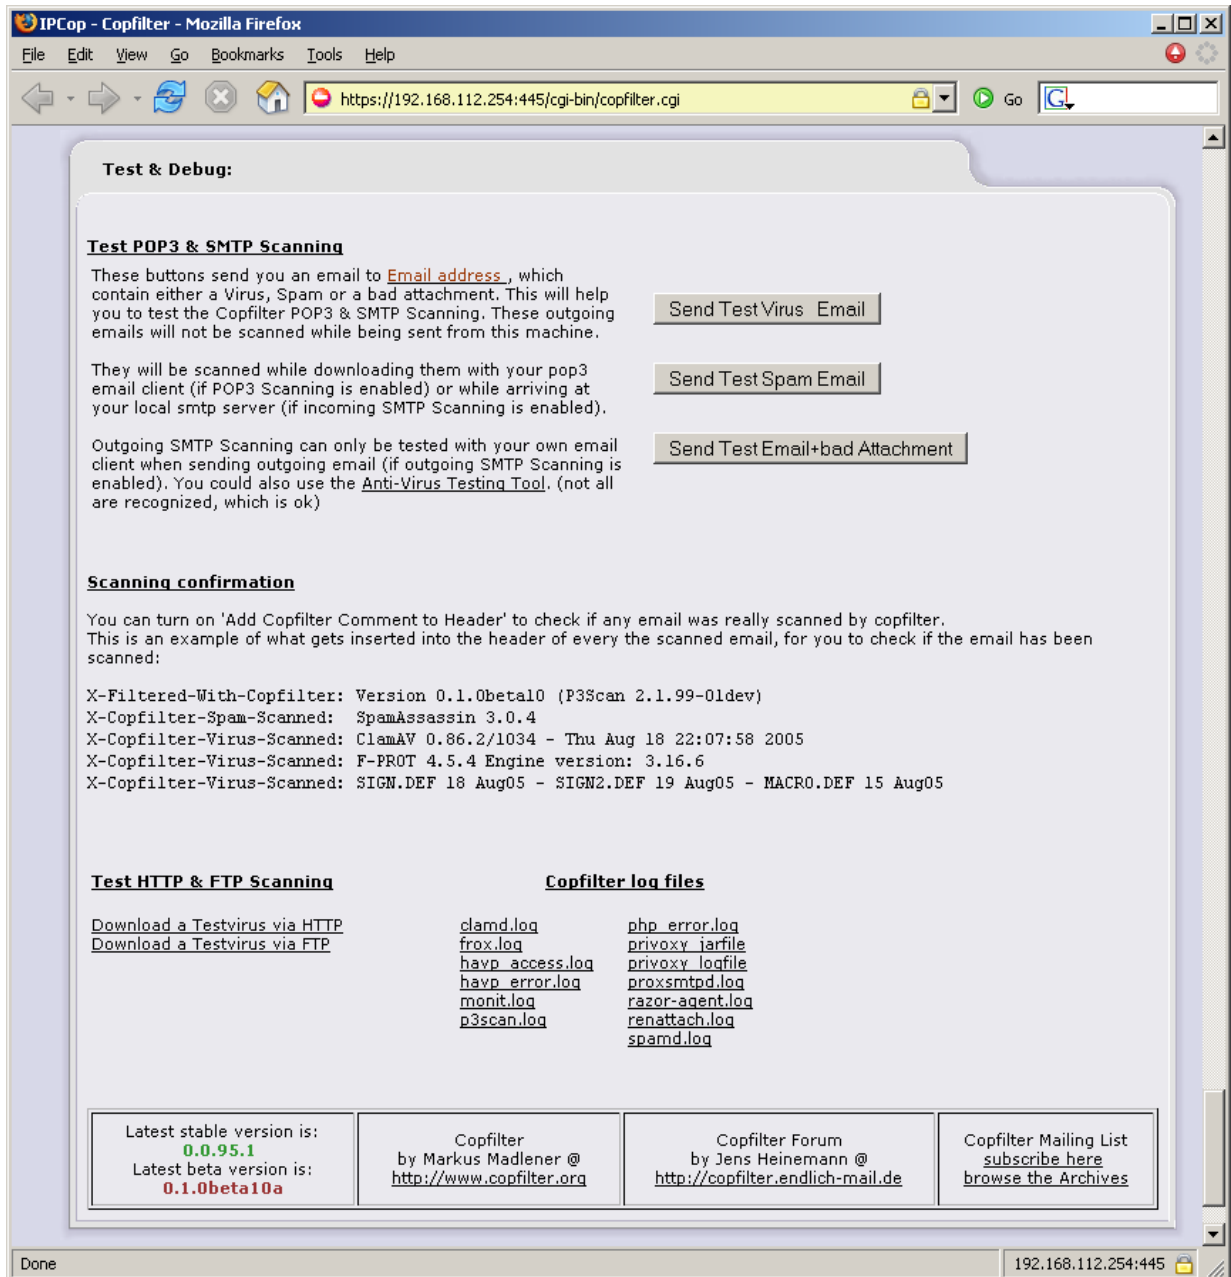 IPCop - Copfilter - Mozilla Firefox
File Edit View Go Bookmarks Tools Help
https://192.168.112.254:445/cgi-bin/copfilter.cgi Go G
Test & Debug:
Test POP3 & SMTP Scanning
These buttons send you an email to Email address , which
contain either a Virus, Spam or a bad attachment. This will help
you to test the Copfilter POP3 & SMTP Scanning. These outgoing
emails will not be scanned while being sent from this machine.
Send Test Virus Email
They will be scanned while downloading them with your pop3
email client (if POP3 Scanning is enabled) or while arriving at
your local smtp server (if incoming SMTP Scanning is enabled).
Send Test Spam Email
Outgoing SMTP Scanning can only be tested with your own email
client when sending outgoing email (if outgoing SMTP Scanning is
enabled). You could also use the Anti-Virus Testing Tool. (not all
are recognized, which is ok)
Send Test Email+bad Attachment
Scanning confirmation
You can turn on 'Add Copfilter Comment to Header' to check if any email was really scanned by copfilter.
This is an example of what gets inserted into the header of every the scanned email, for you to check if the email has been
scanned:
X-Filtered-With-Copfilter: Version 0.1.0beta10 (P3Scan 2.1.99-01dev)
X-Copfilter-Spam-Scanned: SpamAssassin 3.0.4
X-Copfilter-Virus-Scanned: ClamAV 0.86.2/1034 - Thu Aug 18 22:07:58 2005
X-Copfilter-Virus-Scanned: F-PROT 4.5.4 Engine version: 3.16.6
X-Copfilter-Virus-Scanned: SIGN.DEF 18 Aug05 - SIGN2.DEF 19 Aug05 - MACRO.DEF 15 Aug05
Test HTTP & FTP Scanning
Download a Testvirus via HTTP
Download a Testvirus via FTP
Copfilter log files
clamd.log
frox.log
havp_access.log
havp_error.log
monit.log
p3scan.log
php_error.log
privoxy_jarfile
privoxy_logfile
proxsmtpd.log
razor-agent.log
renattach.log
spamd.log
Latest stable version is:
0.0.95.1
Latest beta version is:
0.1.0beta10a
Copfilter
by Markus Madlener @
http://www.copfilter.org
Copfilter Forum
by Jens Heinemann @
http://copfilter.endlich-mail.de
Copfilter Mailing List
subscribe here
browse the Archives
Done 192.168.112.254:445